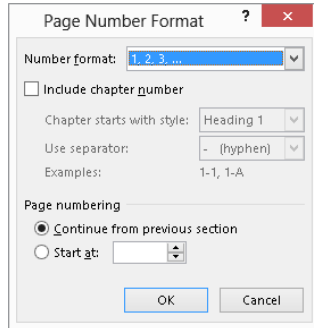 Page Number Format ? ×
Number format: 1, 2, 3, ...
Include chapter number
Chapter starts with style: Heading 1
Use separator: - (hyphen)
Examples: 1-1, 1-A
Page numbering
Continue from previous section
Start at:
OK Cancel